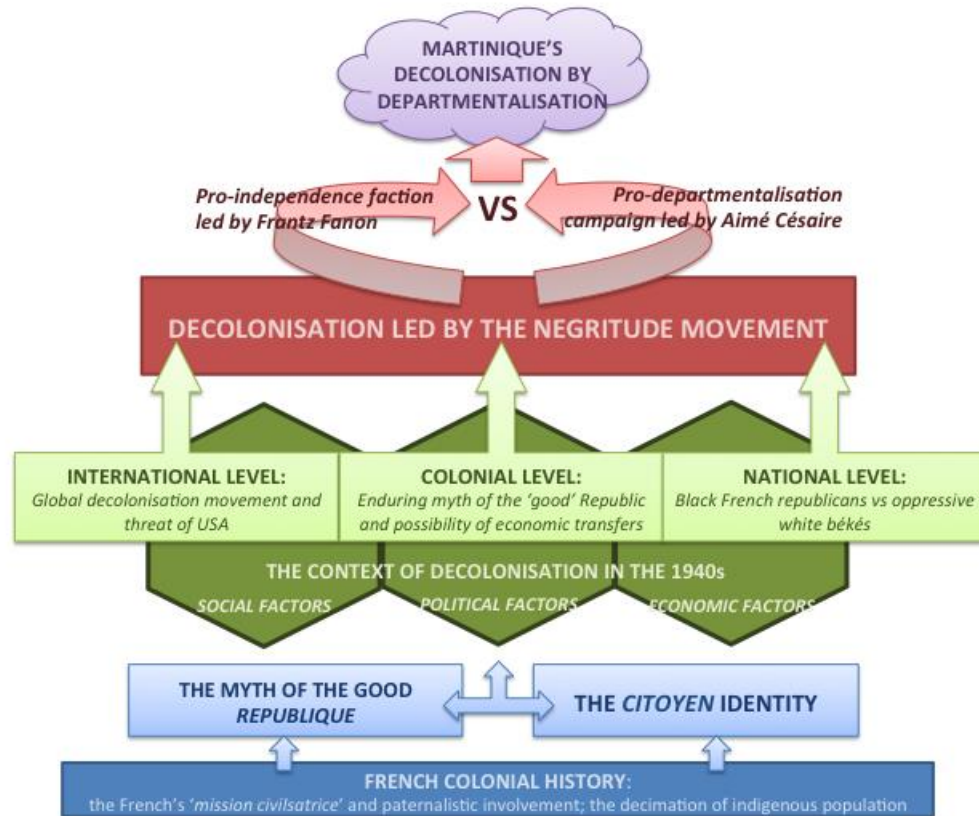 MARTINIQUE'S
DECOLONISATION BY
DEPARTMENTALISATION
Pro-independence faction
led by Frantz Fanon
VS
Pro-departmentalisation
campaign led by Aimé Césaire
DECOLONISATION LED BY THE NEGRITUDE MOVEMENT
INTERNATIONAL LEVEL:
Global decolonisation movement and
threat of USA
COLONIAL LEVEL:
Enduring myth of the 'good' Republic
and possibility of economic transfers
NATIONAL LEVEL:
Black French republicans vs oppressive
white békés
THE CONTEXT OF DECOLONISATION IN THE 1940s
SOCIAL FACTORS
POLITICAL FACTORS
ECONOMIC FACTORS
THE MYTH OF THE GOOD
REPUBLIQUE
THE CITOYEN IDENTITY
FRENCH COLONIAL HISTORY:
the French's 'mission civilsatrice' and paternalistic involvement; the decimation of indigenous population